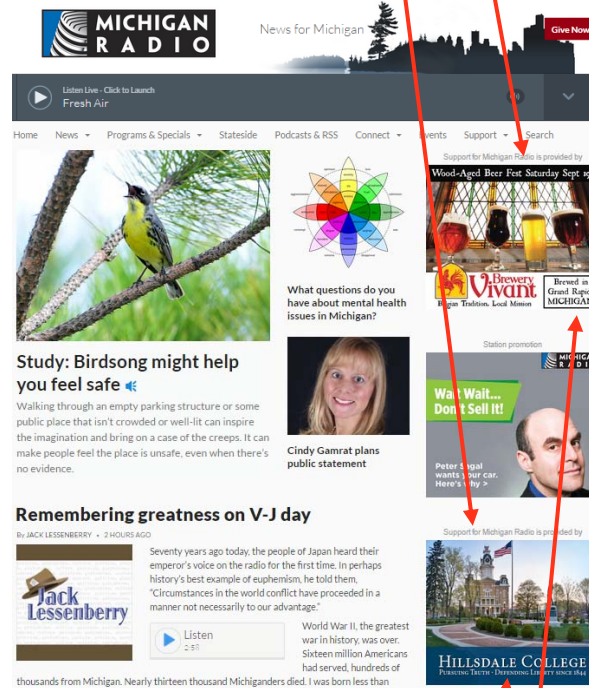 MICHIGAN
RADIO
News for Michigan
Give Now
Listen Live - Click to Launch
Fresh Air
Home News Programs & Specials Stateside Podcasts & RSS Connect Events Support Search
Study: Birdsong might help
you feel safe
Walking through an empty parking structure or some
public place that isn't crowded or well-lit can inspire
the imagination and bring on a case of the creeps. It can
make people feel the place is unsafe, even when there's
no evidence.
What questions do you
have about mental health
issues in Michigan?
Cindy Gamrat plans
public statement
Remembering greatness on V-J day
By JACK LESSENBERRY • 2 HOURS AGO
Jack
Lessenberry
Seventy years ago today, the people of Japan heard their
emperor's voice on the radio for the first time. In perhaps
history's best example of euphemism, he told them,
"Circumstances in the world conflict have proceeded in a
manner not necessarily to our advantage."
Listen
2:58
World War II, the greatest
war in history, was over.
Sixteen million Americans
had served, hundreds of
thousands from Michigan. Nearly thirteen thousand Michiganders died. I was born less than
Support for Michigan Radio is provided by
Wood-Aged Beer Fest Saturday Sept
Brewery
Vivant
Belgian Tradition. Local Mission
Brewed in
Grand Rapids
MICHIGAN
Station promotion
MICHIG
RADI
Wait Wait...
Don't Sell It!
Peter Sagal
wants your car.
Here's why >
Support for Michigan Radio is provided by
HILLSDALE COLLEGE
PURSUING TRUTH · DEFENDING LIBERTY SINCE 1844